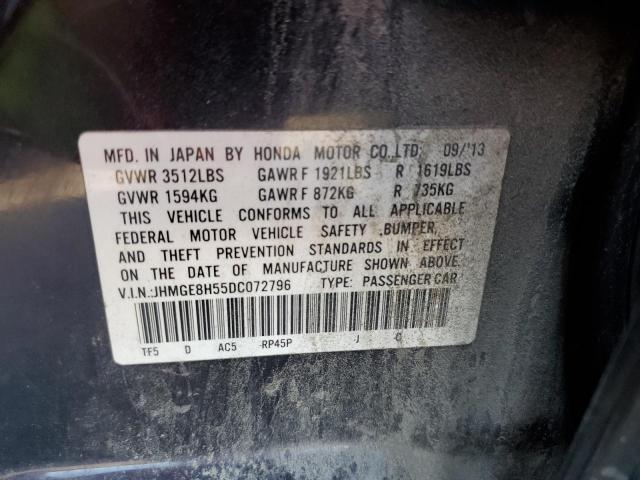 MFD. IN JAPAN BY HONDA MOTOR CO.,LTD. 09/'13
GVWR 3512LBS GAWR F 1921LBS R 1619LBS
GVWR 1594KG GAWR F 872KG R 735KG
THIS VEHICLE CONFORMS TO ALL APPLICABLE
FEDERAL MOTOR VEHICLE SAFETY ,BUMPER,
AND THEFT PREVENTION STANDARDS IN EFFECT
ON THE DATE OF MANUFACTURE SHOWN ABOVE.
V.I.N.:JHMGE8H55DC072796 TYPE: PASSENGER CAR
TF5 D AC5 -RP45P -J -C